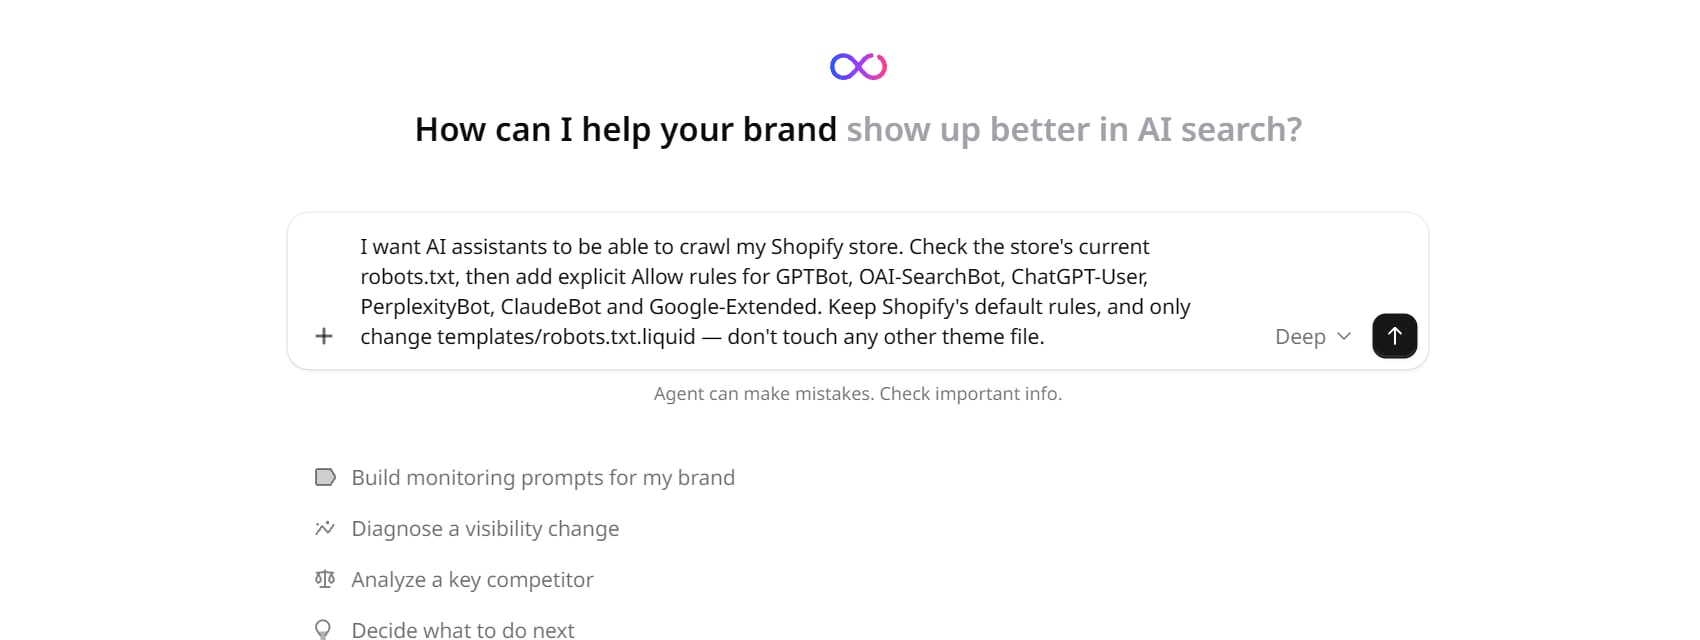 How can I help your brand show up better in AI search?
I want AI assistants to be able to crawl my Shopify store. Check the store's current
robots.txt, then add explicit Allow rules for GPTBot, OAI-SearchBot, ChatGPT-User,
PerplexityBot, ClaudeBot and Google-Extended. Keep Shopify's default rules, and only
change templates/robots.txt.liquid — don't touch any other theme file.
Deep
Agent can make mistakes. Check important info.
Build monitoring prompts for my brand
Diagnose a visibility change
Analyze a key competitor
Decide what to do next